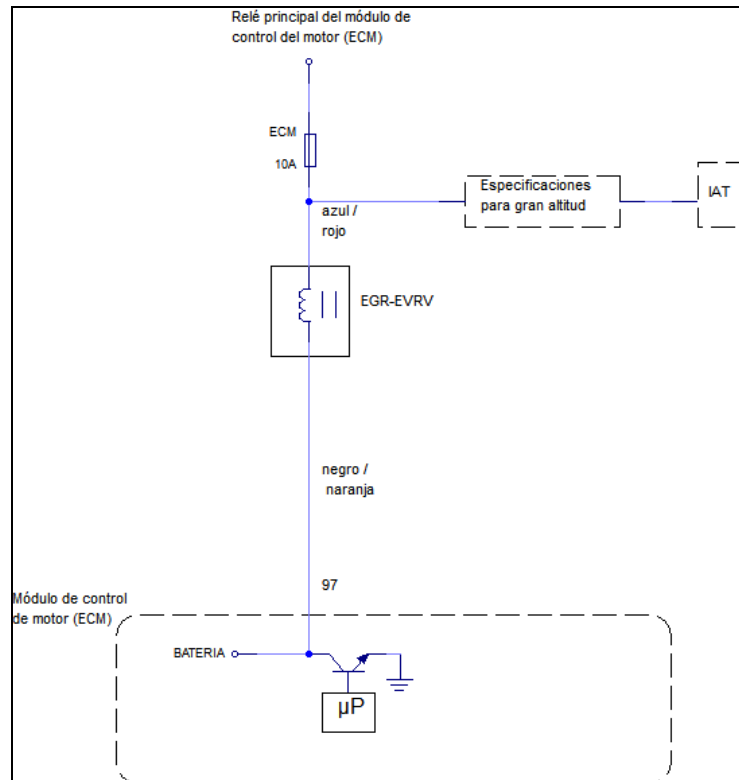 Relé principal del módulo de
control del motor (ECM)
ECM
10A
Especificaciones
para gran altitud
IAT
azul /
rojo
EGR-EVRV
negro /
naranja
97
Módulo de control
de motor (ECM)
BATERIA
µP